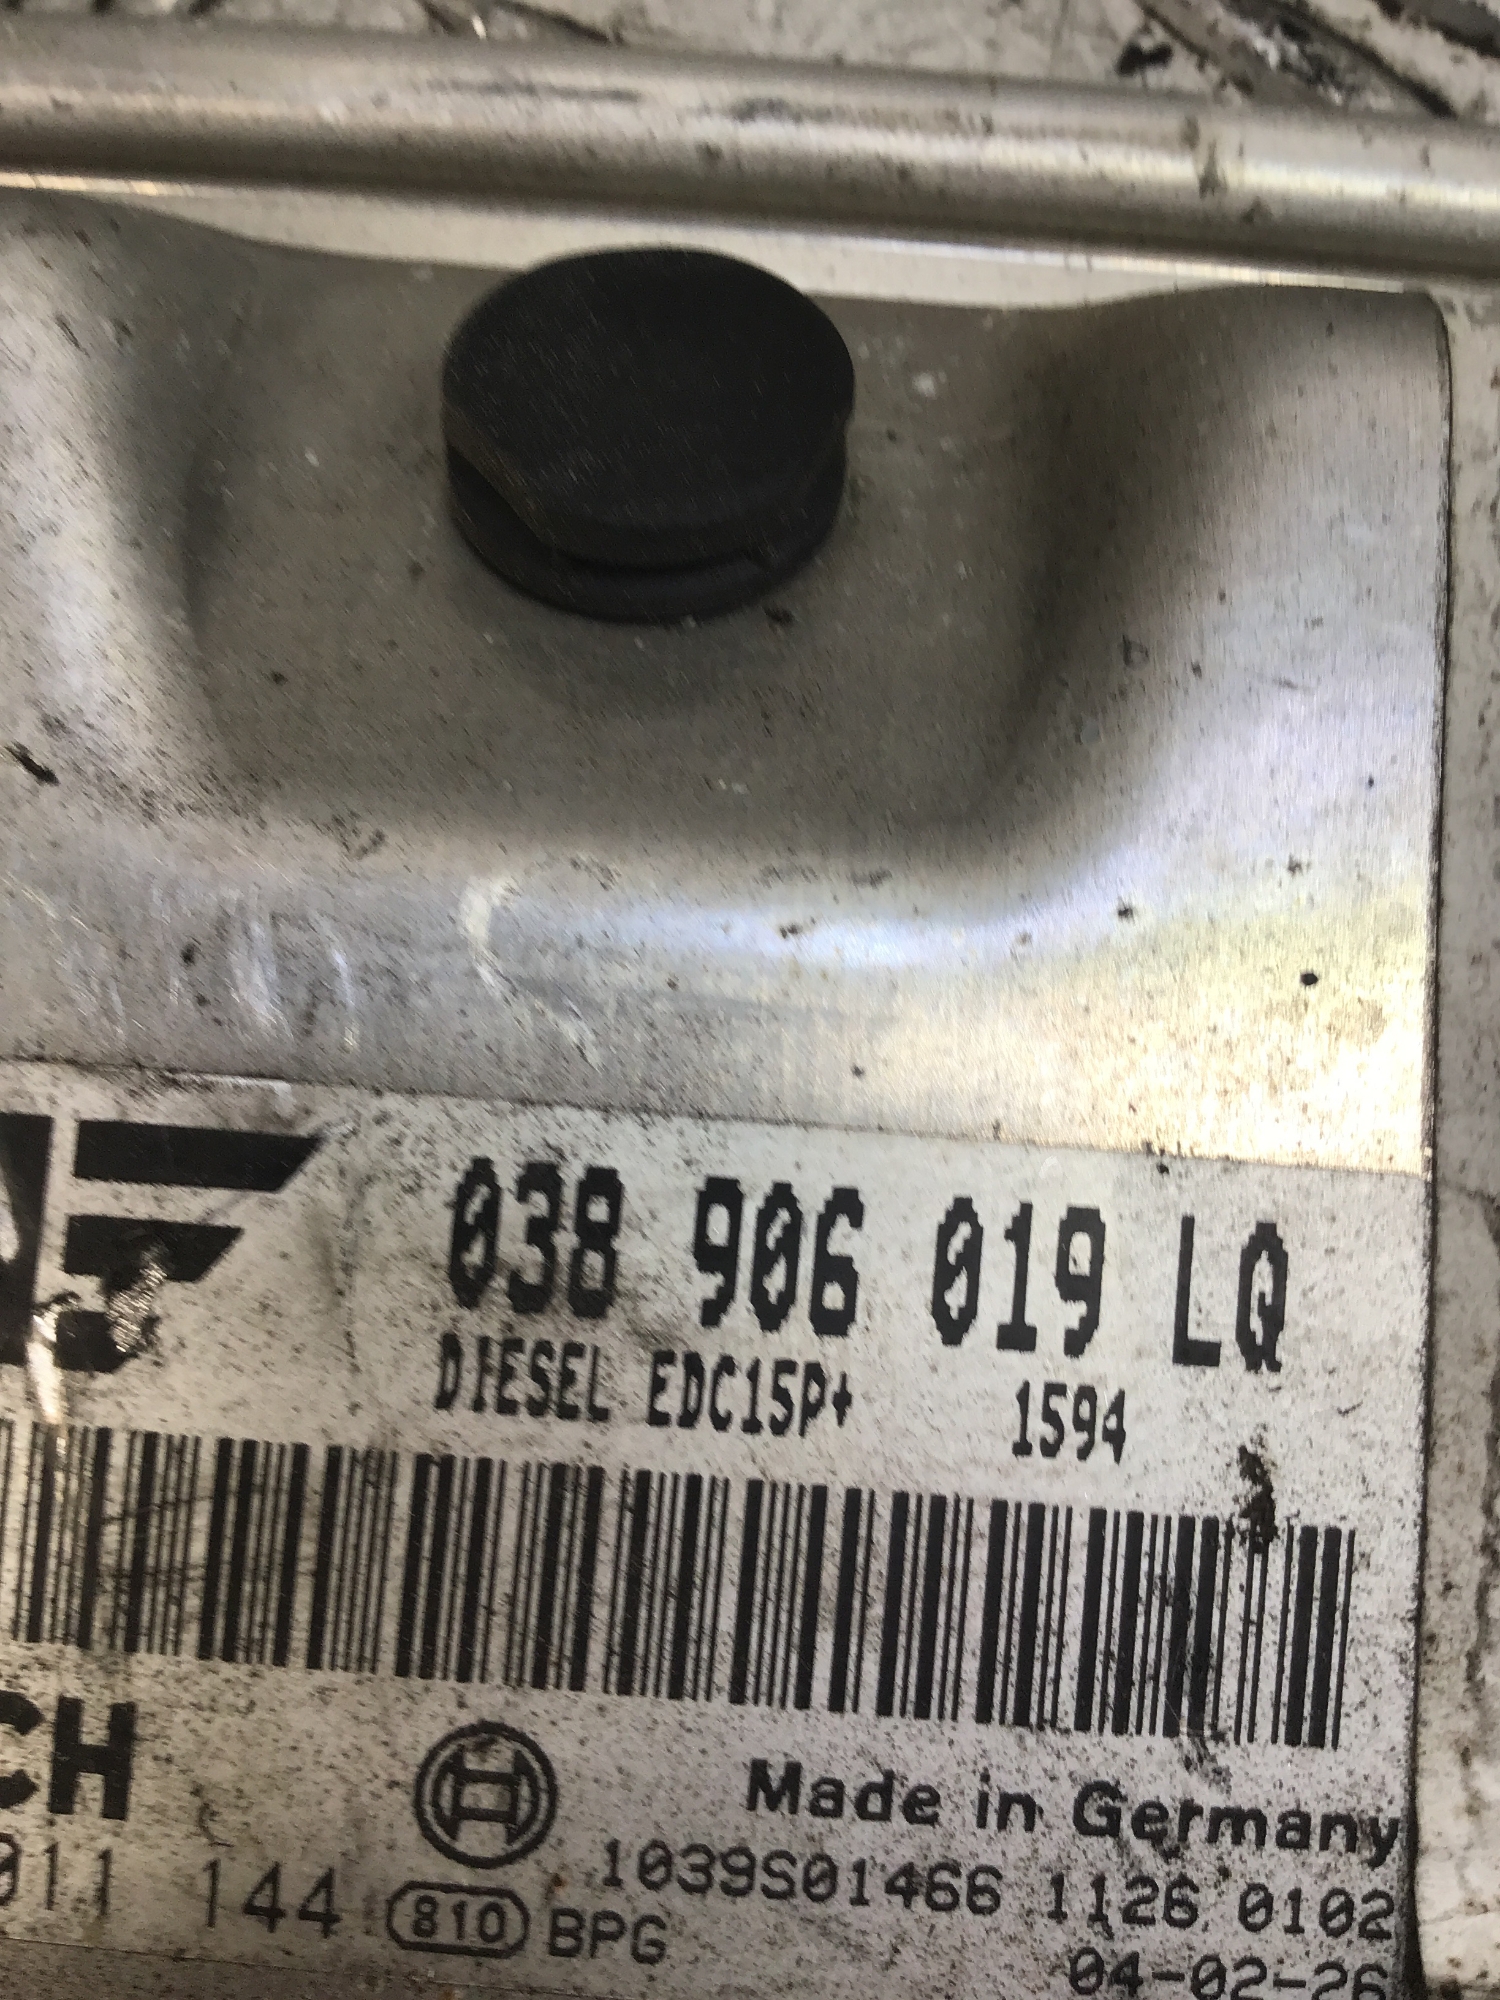 038 906 019 LQ
DIESEL EDC15P+ 1594
CH
Made in Germany
1039S01466 1126 0102
011 144 810 BPG
04-02-26